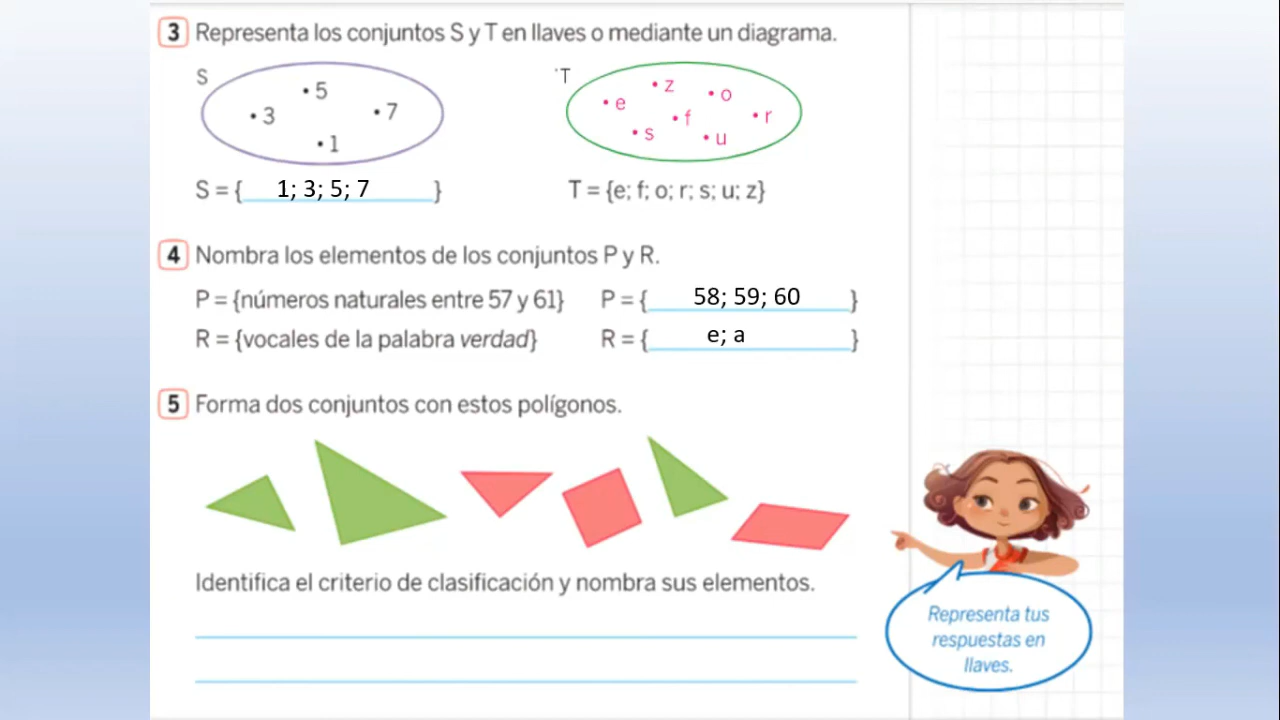 3 Representa los conjuntos S y T en llaves o mediante un diagrama.
S
• 5
• 3
• 7
• 1
T
• z
• o
• e
• f
• r
• s
• u
S = { 1; 3; 5; 7 }
T = {e; f; o; r; s; u; z}
4 Nombra los elementos de los conjuntos P y R.
P = {números naturales entre 57 y 61} P = { 58; 59; 60 }
R = {vocales de la palabra verdad} R = { e; a }
5 Forma dos conjuntos con estos polígonos.
Identifica el criterio de clasificación y nombra sus elementos.
Representa tus
respuestas en
llaves.